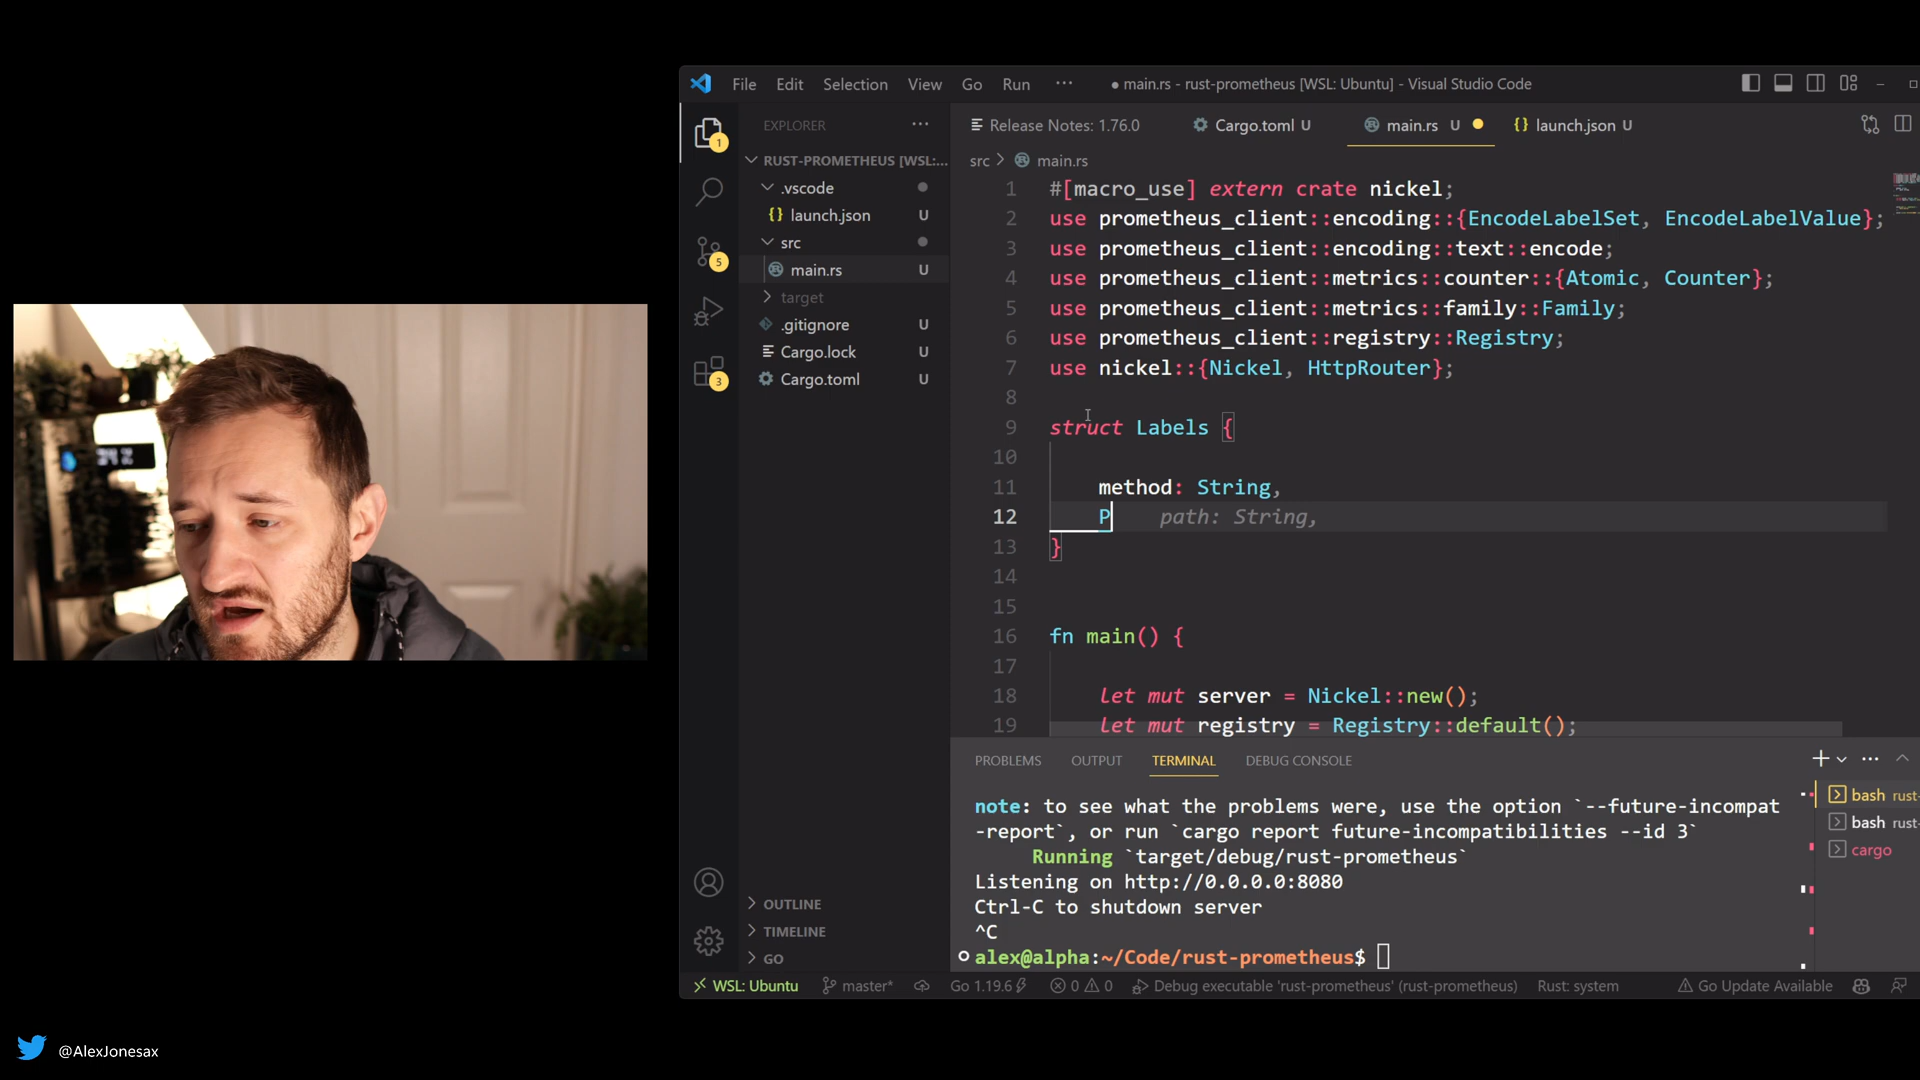 File Edit Selection View Go Run ··· ● main.rs - rust-prometheus [WSL: Ubuntu] - Visual Studio Code
EXPLORER ···
RUST-PROMETHEUS [WSL:...
.vscode
{} launch.json U
src
main.rs U
target
.gitignore U
Cargo.lock U
Cargo.toml U
OUTLINE
TIMELINE
GO
1
5
3
Release Notes: 1.76.0 Cargo.toml U main.rs U {} launch.json U
src > main.rs
1 #[macro_use] extern crate nickel;
2 use prometheus_client::encoding::{EncodeLabelSet, EncodeLabelValue};
3 use prometheus_client::encoding::text::encode;
4 use prometheus_client::metrics::counter::{Atomic, Counter};
5 use prometheus_client::metrics::family::Family;
6 use prometheus_client::registry::Registry;
7 use nickel::{Nickel, HttpRouter};
8
9 struct Labels {
10
11 method: String,
12 P path: String,
13 }
14
15
16 fn main() {
17
18 let mut server = Nickel::new();
19 let mut registry = Registry::default();
PROBLEMS OUTPUT TERMINAL DEBUG CONSOLE
note: to see what the problems were, use the option `--future-incompat
-report`, or run `cargo report future-incompatibilities --id 3`
Running `target/debug/rust-prometheus`
Listening on http://0.0.0.0:8080
Ctrl-C to shutdown server
^C
alex@alpha:~/Code/rust-prometheus$
bash rust-
bash rust-
cargo
WSL: Ubuntu master* Go 1.19.6 0 0 Debug executable 'rust-prometheus' (rust-prometheus) Rust: system Go Update Available
@AlexJonesax